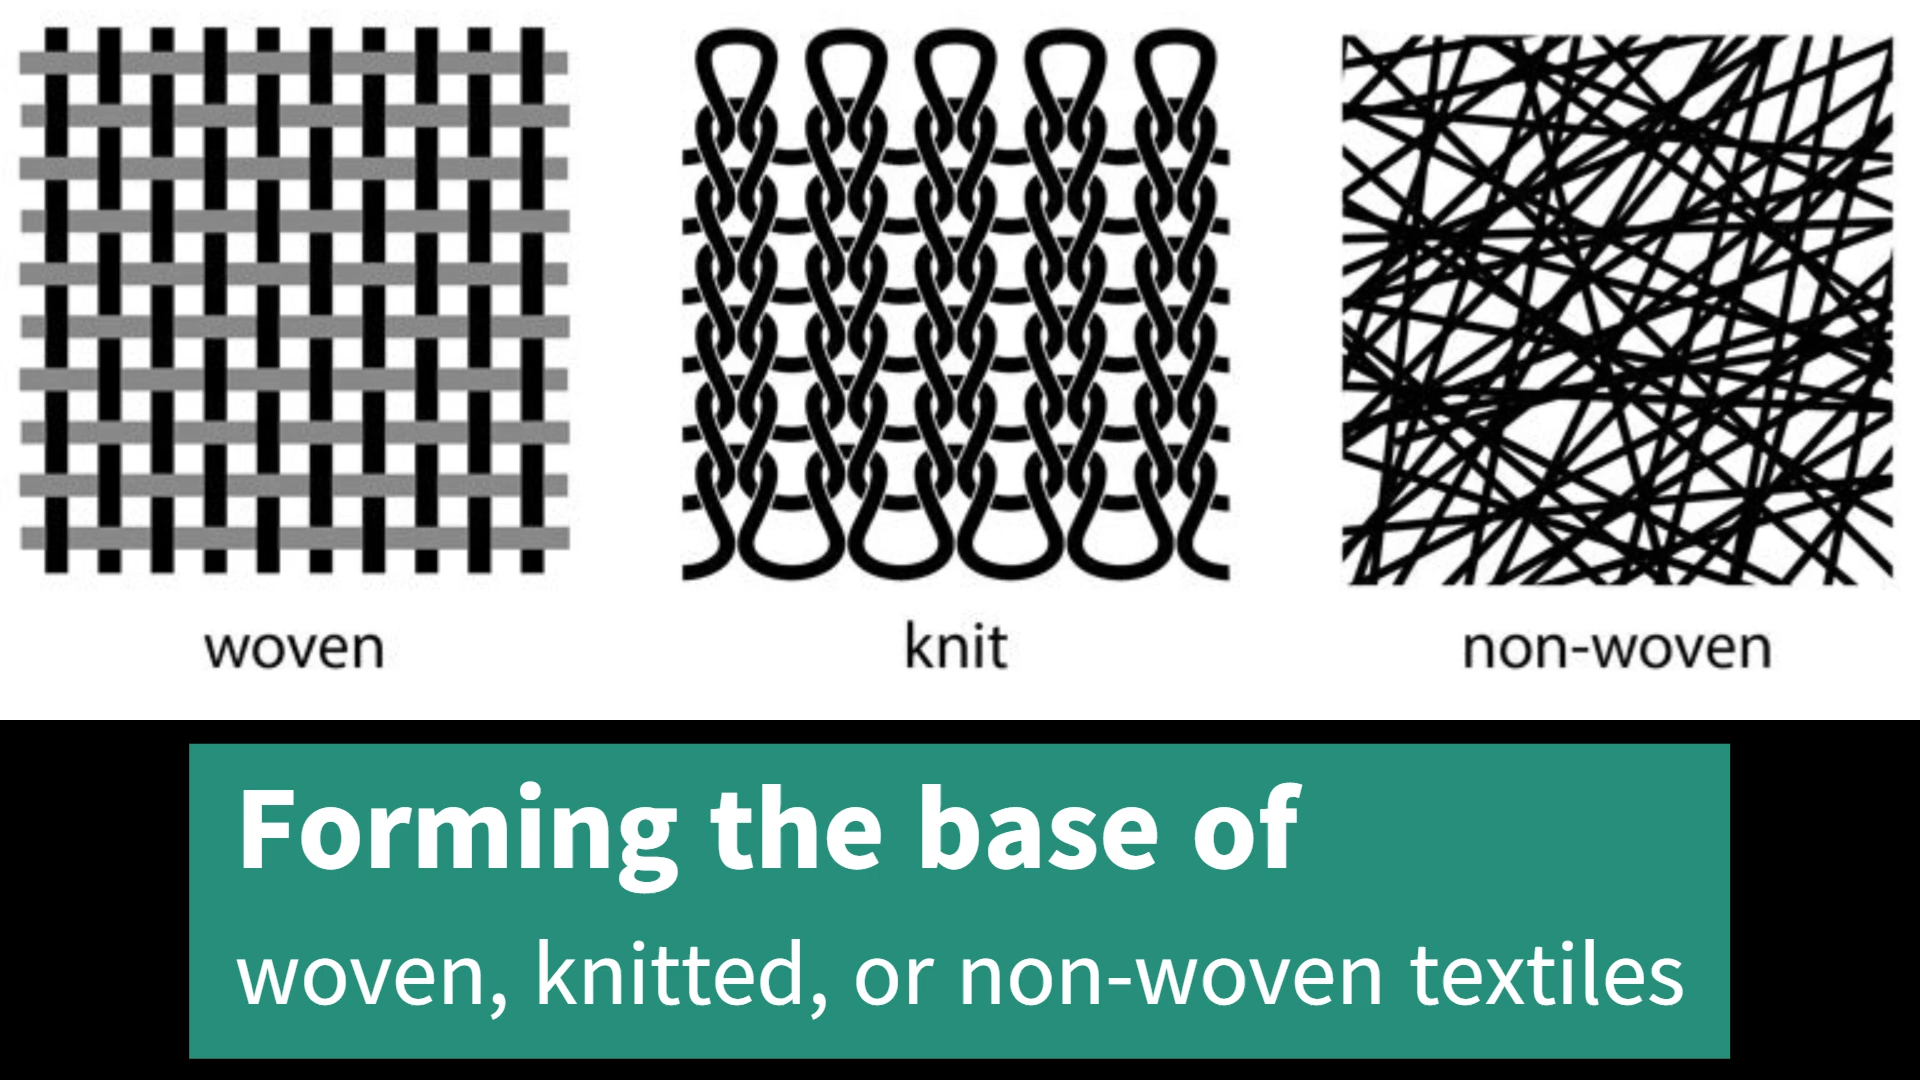 woven
knit
non-woven
Forming the base of
woven, knitted, or non-woven textiles